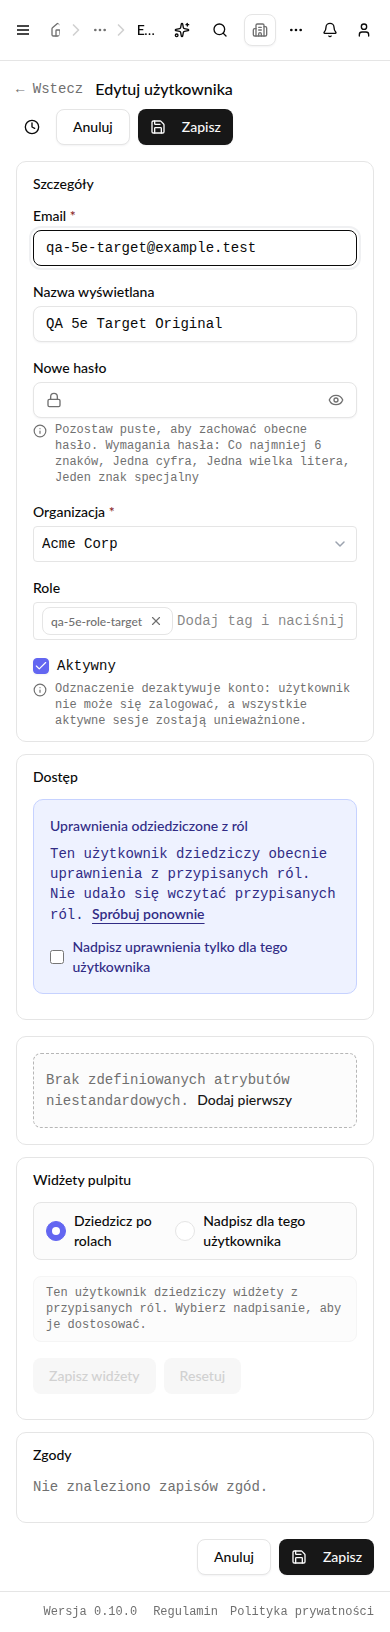 E...
← Wstecz Edytuj użytkownika
Anuluj Zapisz
Szczegóły
Email *
qa-5e-target@example.test
Nazwa wyświetlana
QA 5e Target Original
Nowe hasło
Pozostaw puste, aby zachować obecne
hasło. Wymagania hasła: Co najmniej 6
znaków, Jedna cyfra, Jedna wielka litera,
Jeden znak specjalny
Organizacja *
Acme Corp
Role
qa-5e-role-target Dodaj tag i naciśnij
Aktywny
Odznaczenie dezaktywuje konto: użytkownik
nie może się zalogować, a wszystkie
aktywne sesje zostają unieważnione.
Dostęp
Uprawnienia odziedziczone z ról
Ten użytkownik dziedziczy obecnie
uprawnienia z przypisanych ról.
Nie udało się wczytać przypisanych
ról. Spróbuj ponownie
Nadpisz uprawnienia tylko dla tego
użytkownika
Brak zdefiniowanych atrybutów
niestandardowych. Dodaj pierwszy
Widżety pulpitu
Dziedzicz po
rolach
Nadpisz dla tego
użytkownika
Ten użytkownik dziedziczy widżety z
przypisanych ról. Wybierz nadpisanie, aby
je dostosować.
Zapisz widżety Resetuj
Zgody
Nie znaleziono zapisów zgód.
Anuluj Zapisz
Wersja 0.10.0 Regulamin Polityka prywatności